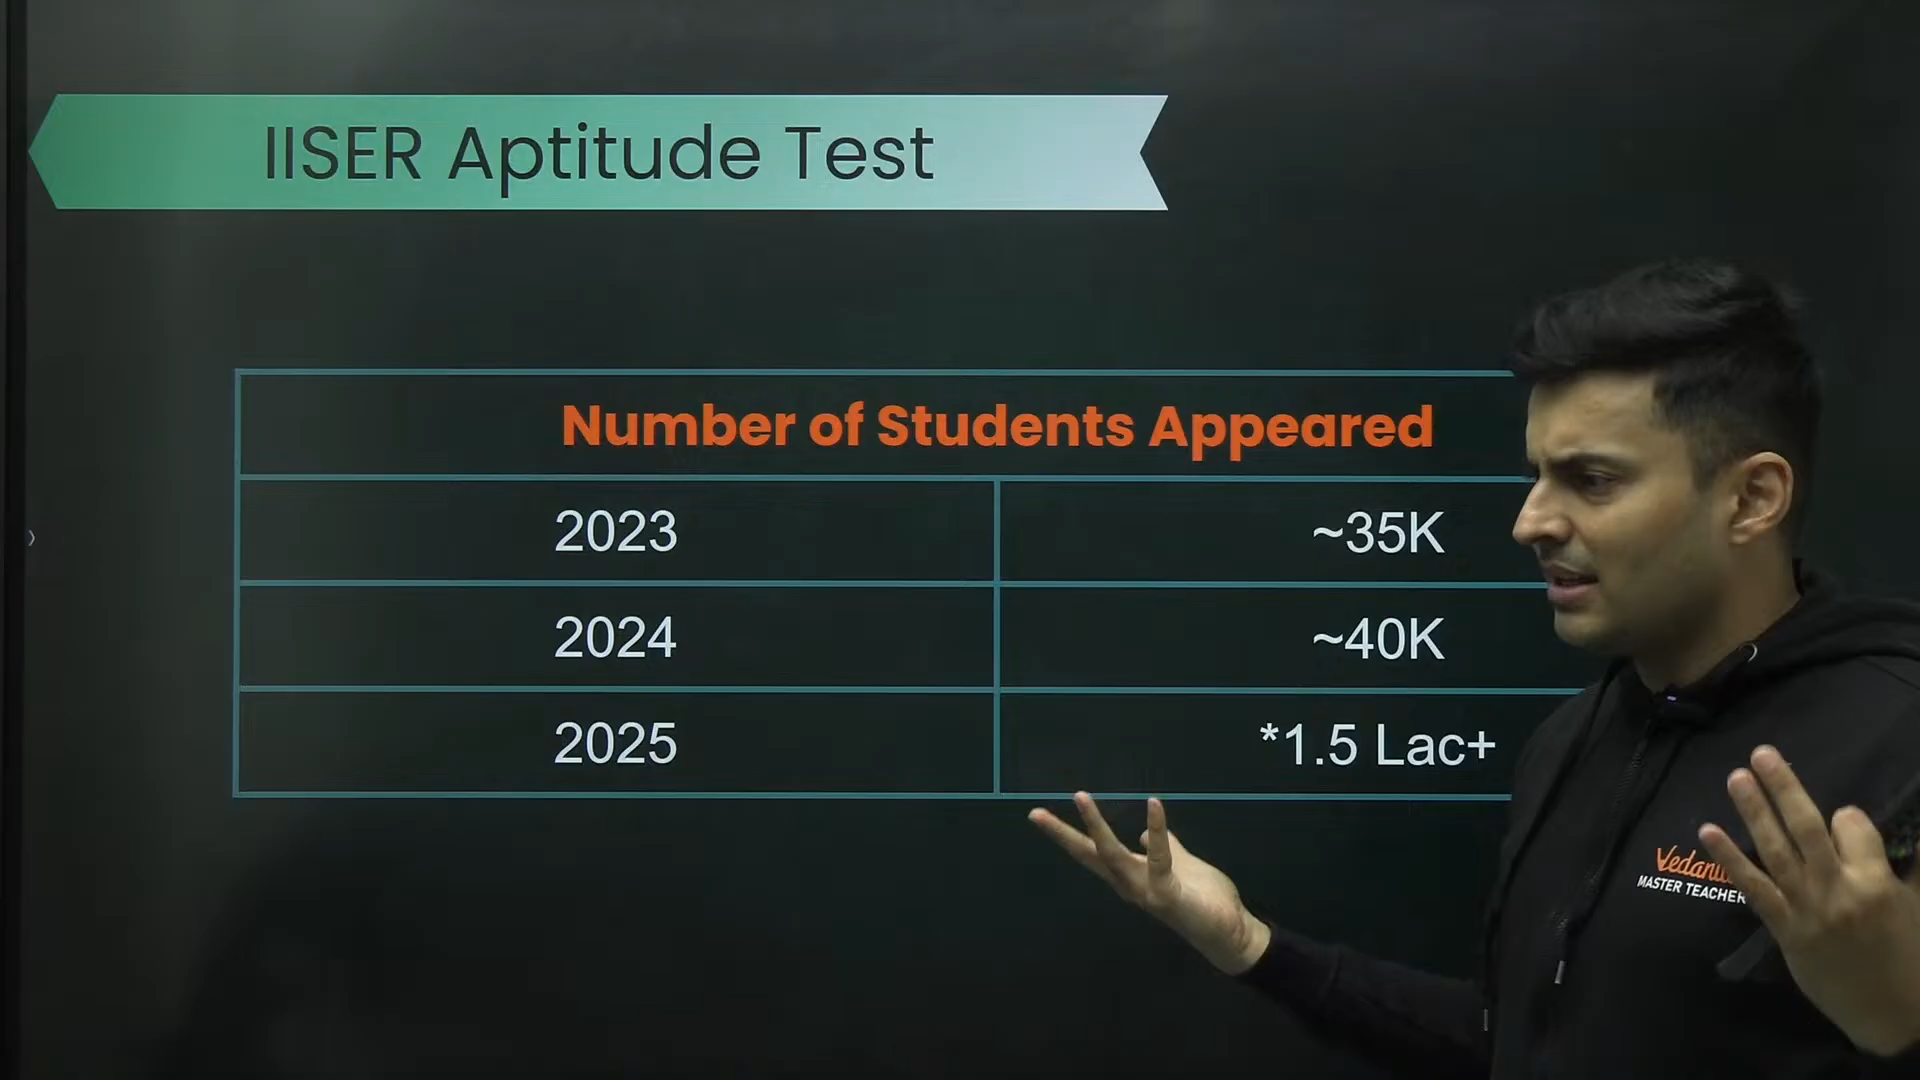 IISER Aptitude Test
Number of Students Appeared
2023 ~35K
2024 ~40K
2025 *1.5 Lac+
MASTER TEACHER